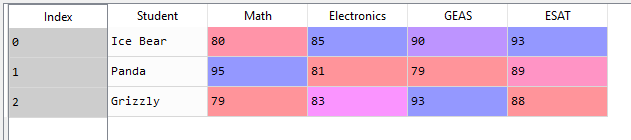 Index Student Math Electronics GEAS ESAT
0 Ice Bear 80 85 90 93
1 Panda 95 81 79 89
2 Grizzly 79 83 93 88